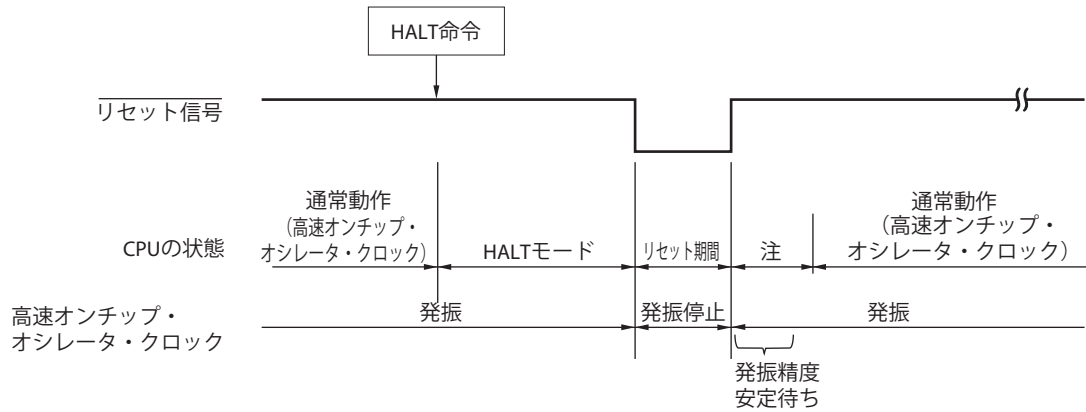 HALT命令
リセット信号
通常動作
(高速オンチップ・
オシレータ・クロック)
通常動作
(高速オンチップ・
オシレータ・クロック)
CPUの状態
HALTモード
リセット期間
注
高速オンチップ・
オシレータ・クロック
発振
発振停止
発振
発振精度
安定待ち